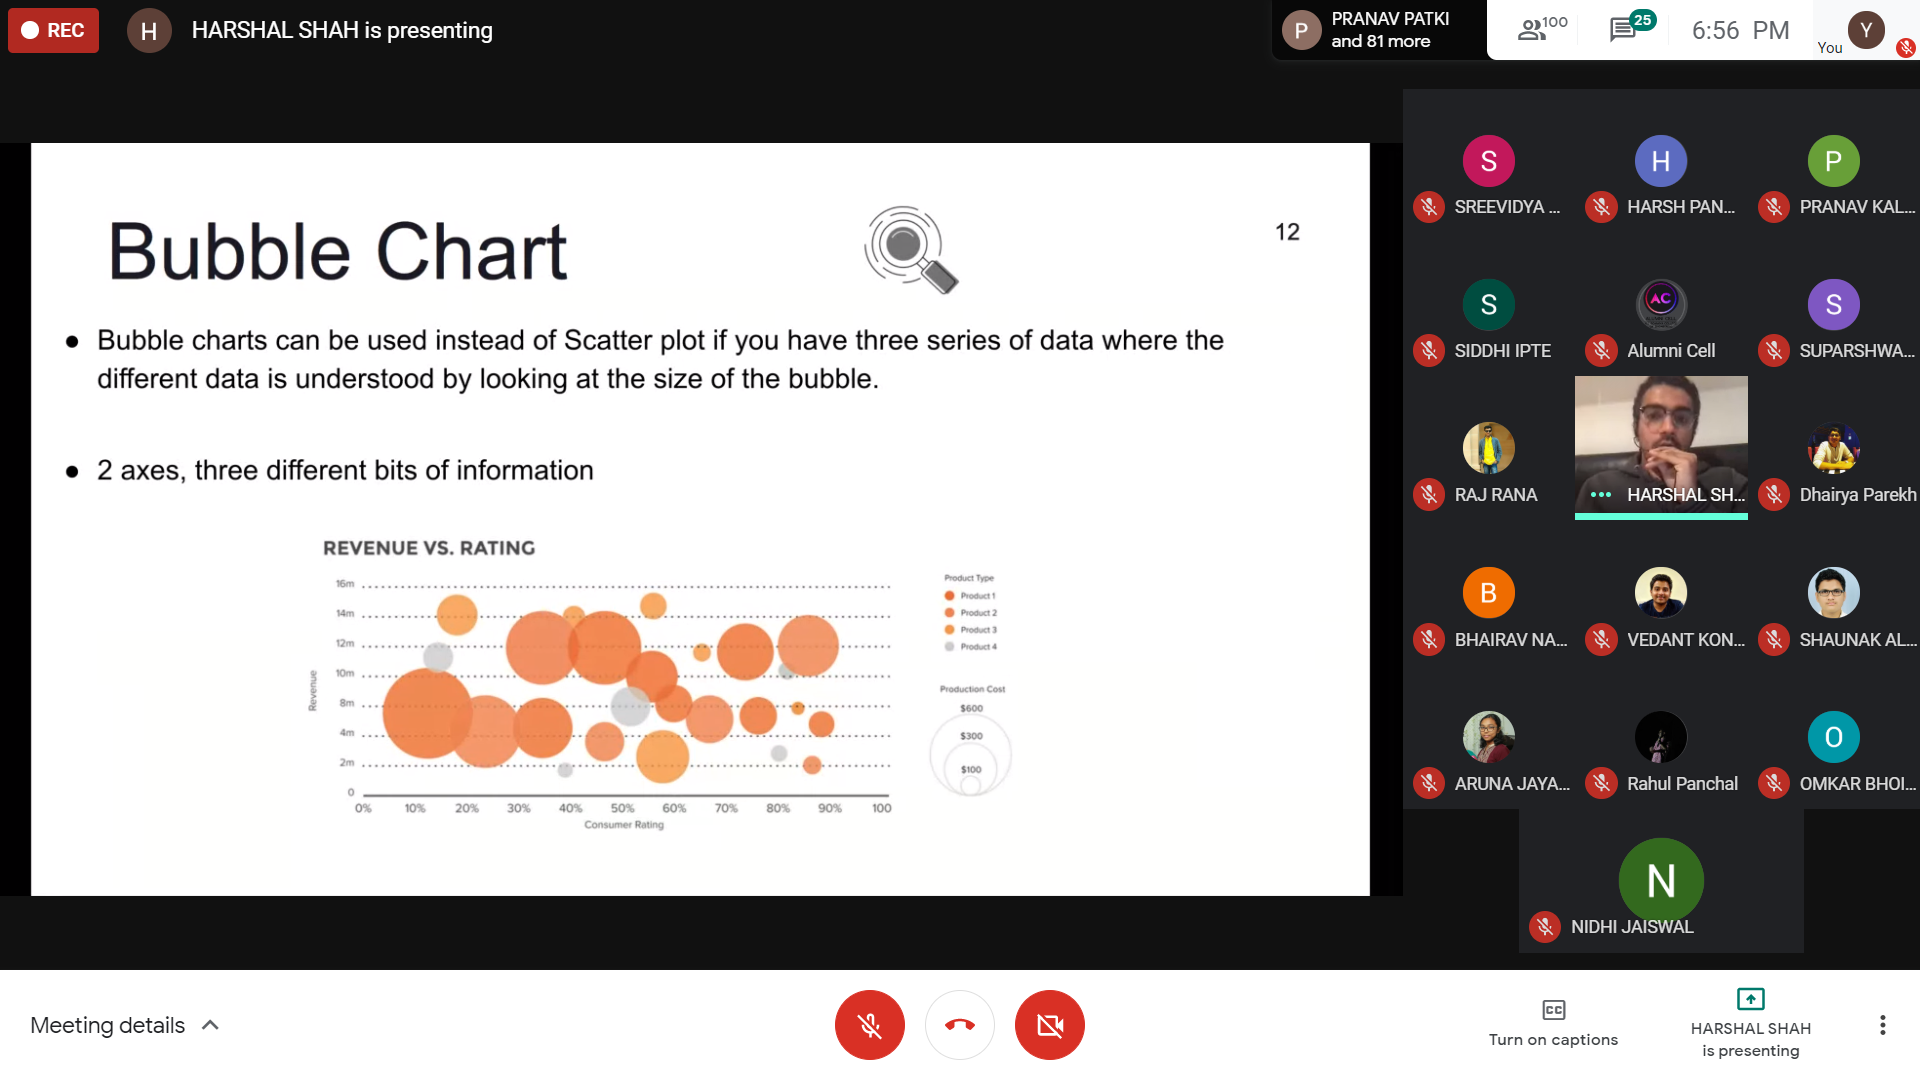 REC
H
HARSHAL SHAH is presenting
P
PRANAV PATKI
and 81 more
100
25
6:56 PM
You
Y
Bubble Chart
12
Bubble charts can be used instead of Scatter plot if you have three series of data where the
different data is understood by looking at the size of the bubble.
2 axes, three different bits of information
REVENUE VS. RATING
16m
14m
12m
10m
8m
4m
2m
0
Revenue
0% 10% 20% 30% 40% 50% 60% 70% 80% 90% 100
Consumer Rating
Product Type
Product 1
Product 2
Product 3
Product 4
Production Cost
$600
$300
$100
S
SREEVIDYA ...
H
HARSH PAN...
P
PRANAV KAL...
S
SIDDHI IPTE
AC
Alumni Cell
S
SUPARSHWA...
RAJ RANA
HARSHAL SH...
Dhairya Parekh
B
BHAIRAV NA...
VEDANT KON...
SHAUNAK AL...
ARUNA JAYA...
Rahul Panchal
O
OMKAR BHOI...
N
NIDHI JAISWAL
Meeting details
CC
Turn on captions
HARSHAL SHAH
is presenting